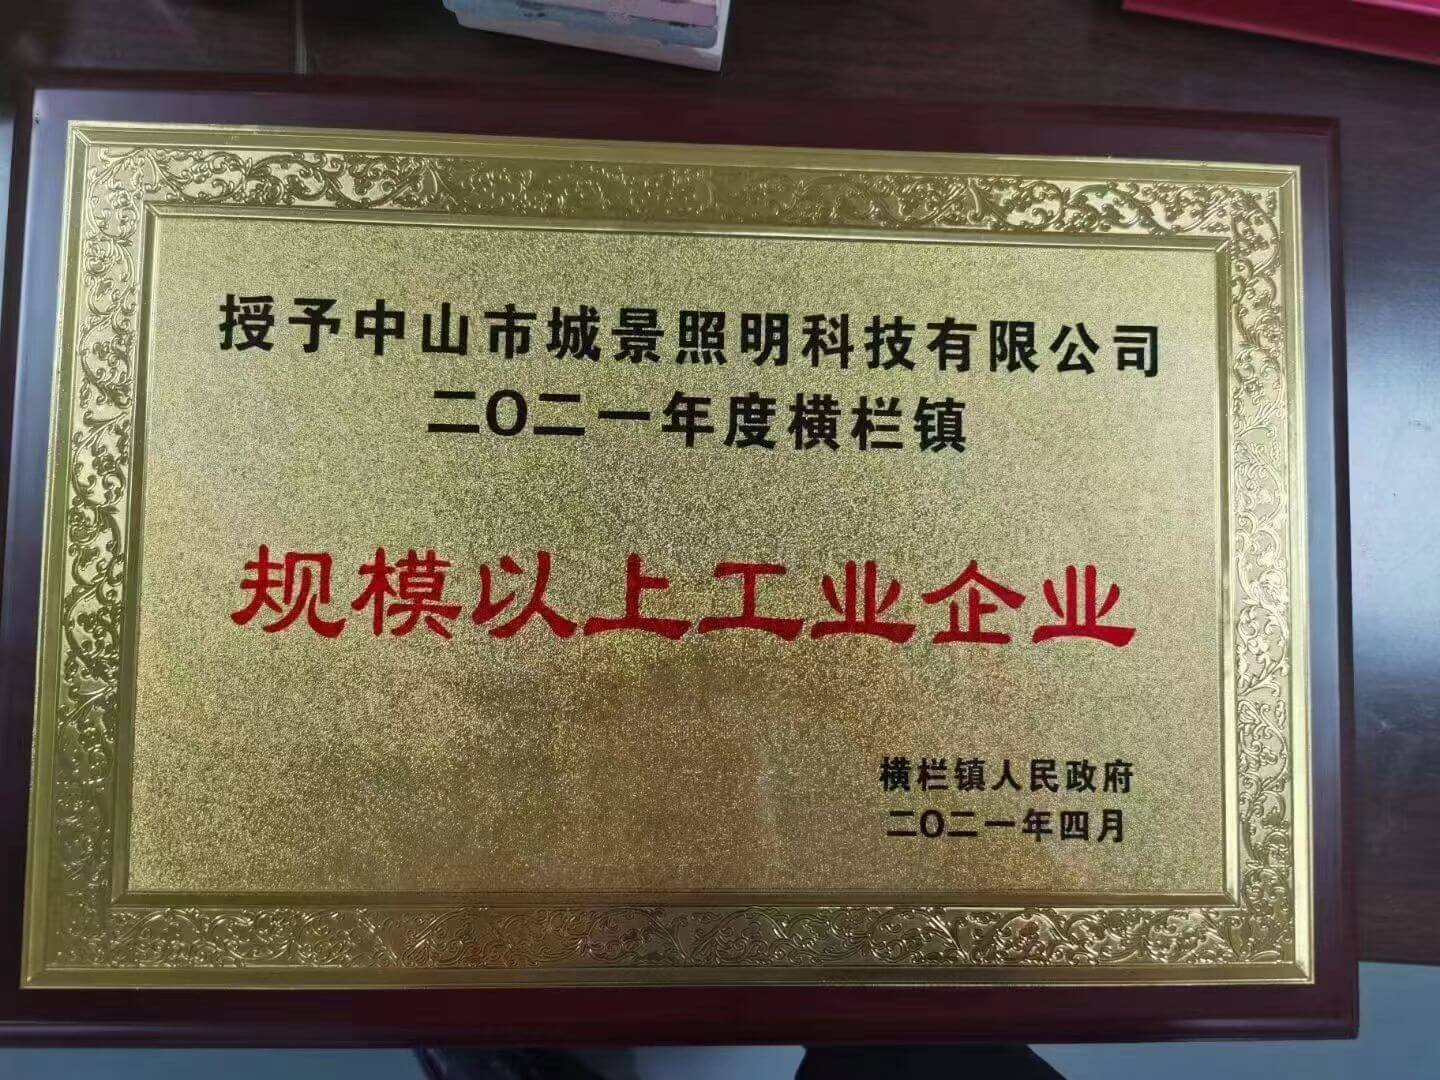 授予中山市城景照明科技有限公司
二〇二一年度横栏镇
规模以上工业企业
横栏镇人民政府
二〇二一年四月